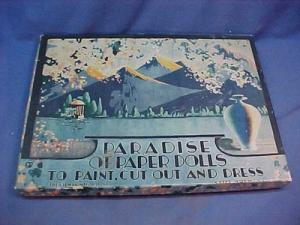 PARADISE
OF PAPER DOLLS
TO PAINT, CUT OUT AND DRESS